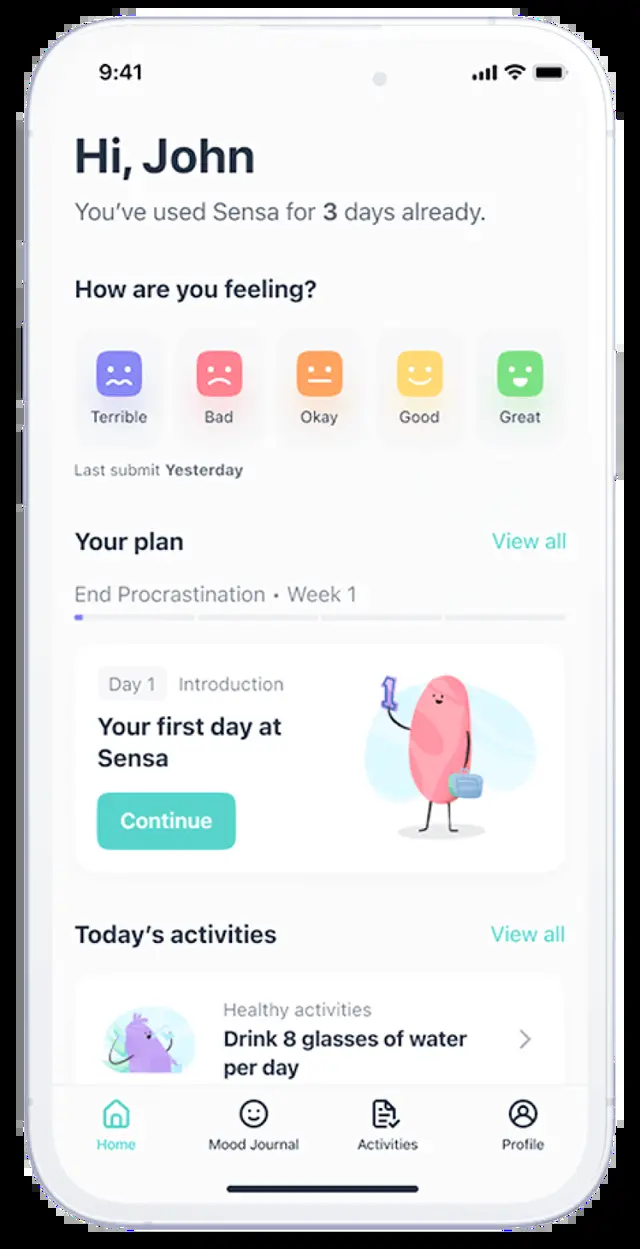 9:41
Hi, John
You've used Sensa for 3 days already.
How are you feeling?
Terrible Bad Okay Good Great
Last submit Yesterday
Your plan View all
End Procrastination • Week 1
Day 1 Introduction
1
Your first day at
Sensa
Continue
Today's activities View all
Healthy activities
Drink 8 glasses of water
per day
Home Mood Journal Activities Profile